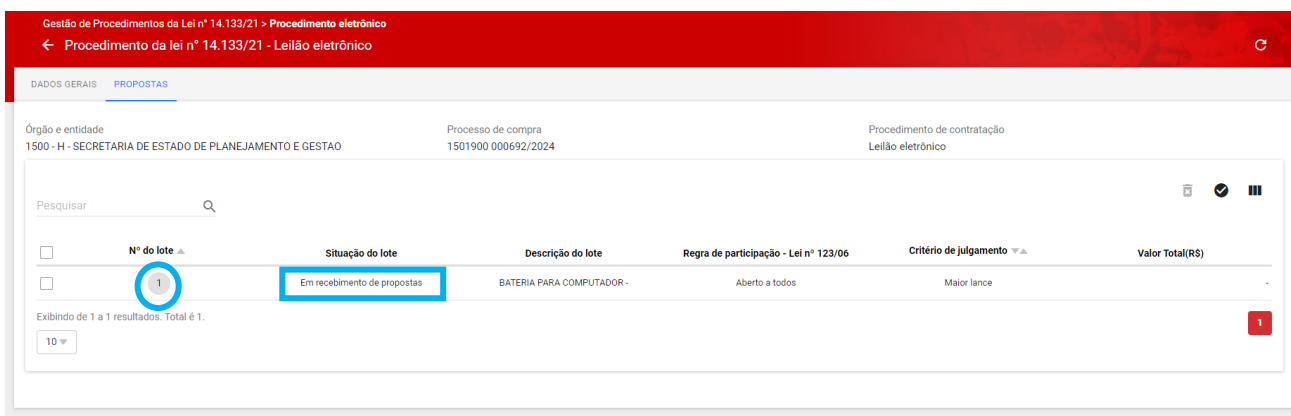 Gestão de Procedimentos da Lei n° 14.133/21 > Procedimento eletrônico
Procedimento da lei n° 14.133/21 - Leilão eletrônico
DADOS GERAIS PROPOSTAS
Órgão e entidade Processo de compra Procedimento de contratação
1500 - H - SECRETARIA DE ESTADO DE PLANEJAMENTO E GESTAO 1501900 000692/2024 Leilão eletrônico
Pesquisar
Nº do lote Situação do lote Descrição do lote Regra de participação - Lei nº 123/06 Critério de julgamento Valor Total(R$)
1 Em recebimento de propostas BATERIA PARA COMPUTADOR - Aberto a todos Maior lance -
Exibindo de 1 a 1 resultados. Total é 1.
1
10